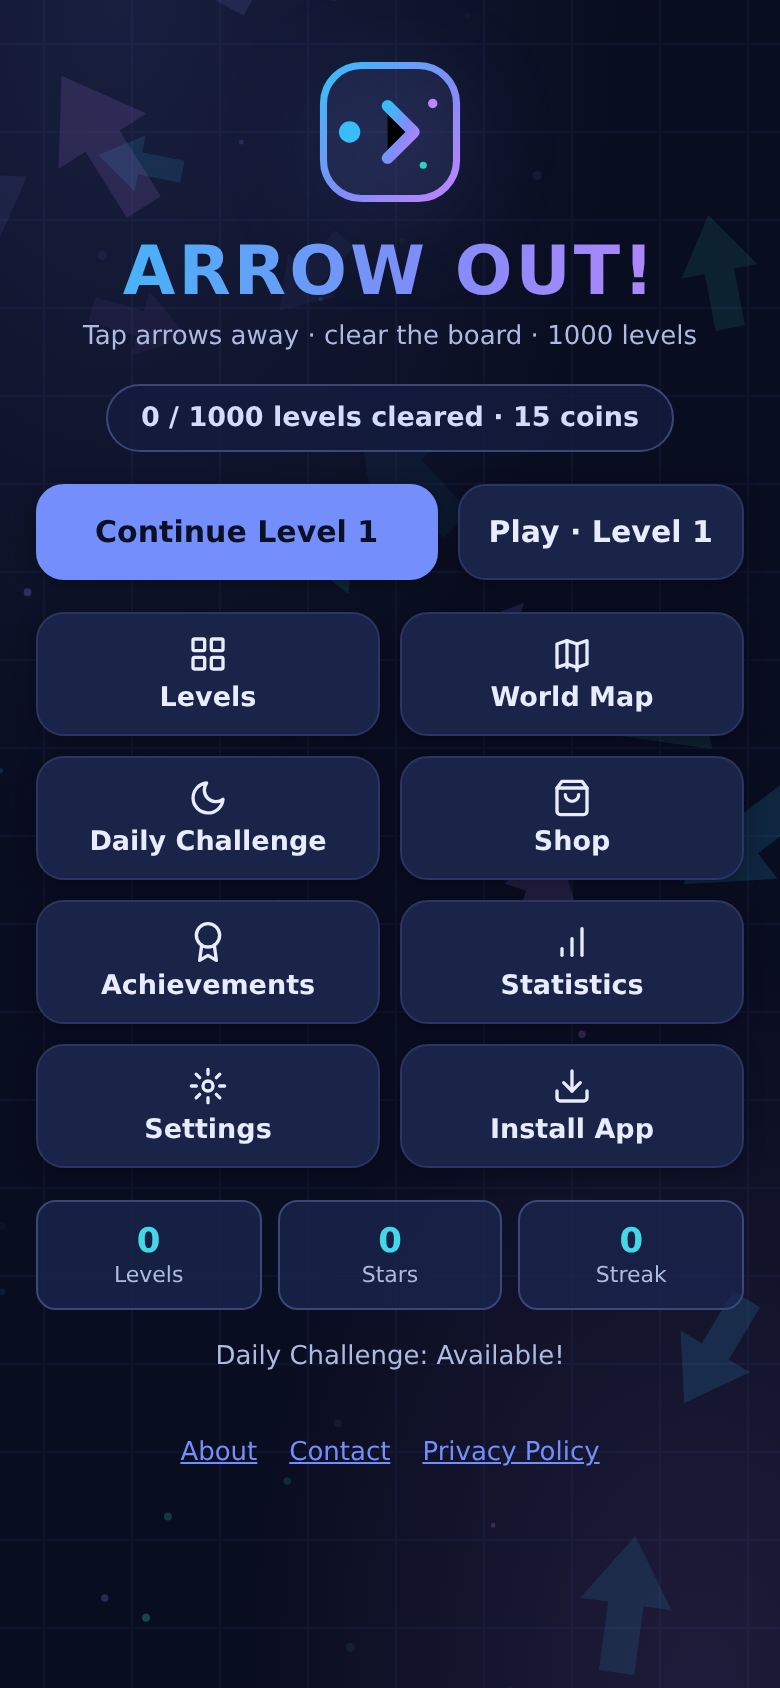 ARROW OUT!
Tap arrows away · clear the board · 1000 levels
0 / 1000 levels cleared · 15 coins
Continue Level 1
Play · Level 1
Levels
World Map
Daily Challenge
Shop
Achievements
Statistics
Settings
Install App
0
Levels
0
Stars
0
Streak
Daily Challenge: Available!
About Contact Privacy Policy